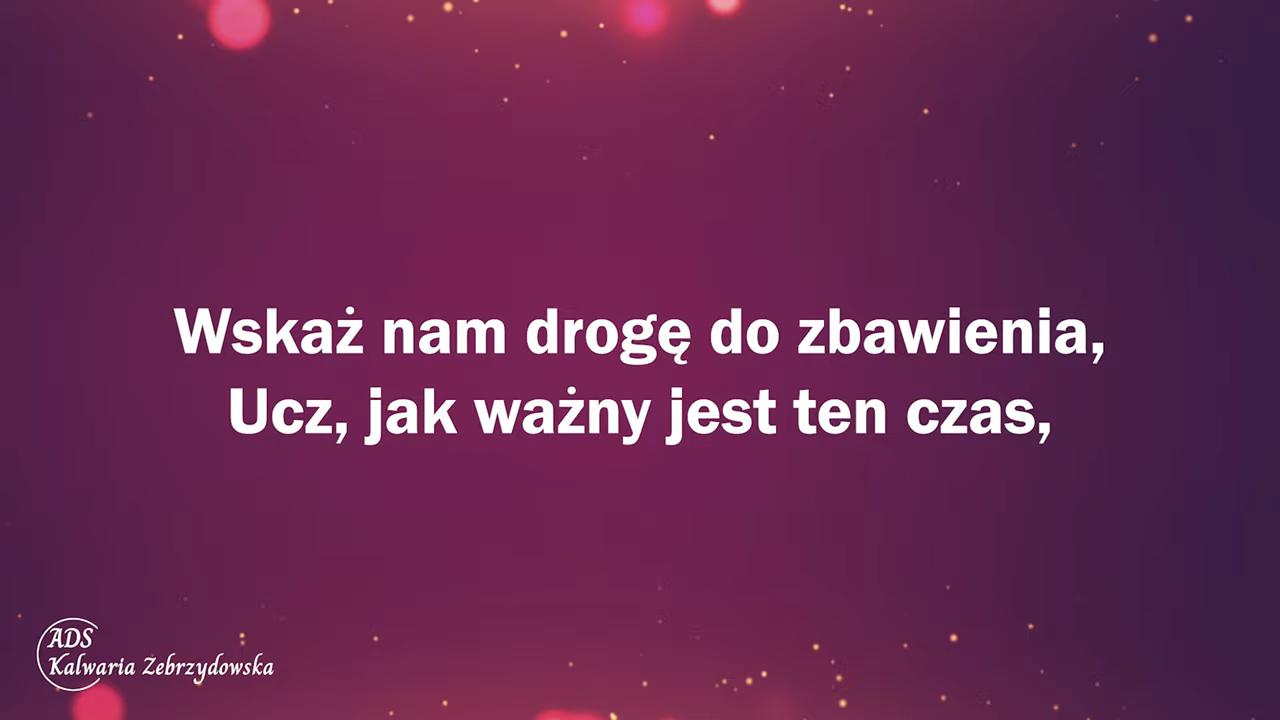 Wskaż nam drogę do zbawienia,
Ucz, jak ważny jest ten czas,
ADS
Kalwaria Zebrzydowska